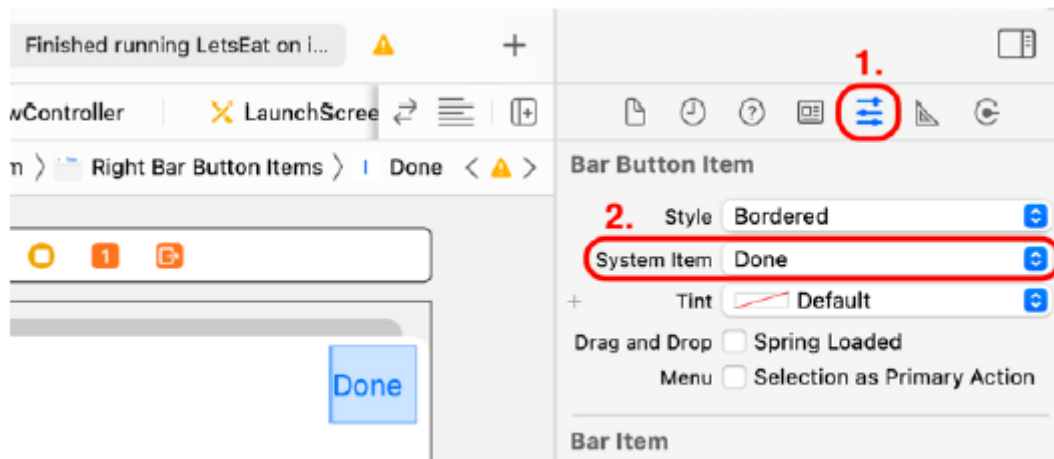 Finished running LetsEat on i...
1.
wController
LaunchScree
m 〉 Right Bar Button Items 〉 Done
Bar Button Item
2.
Style Bordered
1
System Item Done
+ Tint Default
Drag and Drop Spring Loaded
Done
Menu Selection as Primary Action
Bar Item